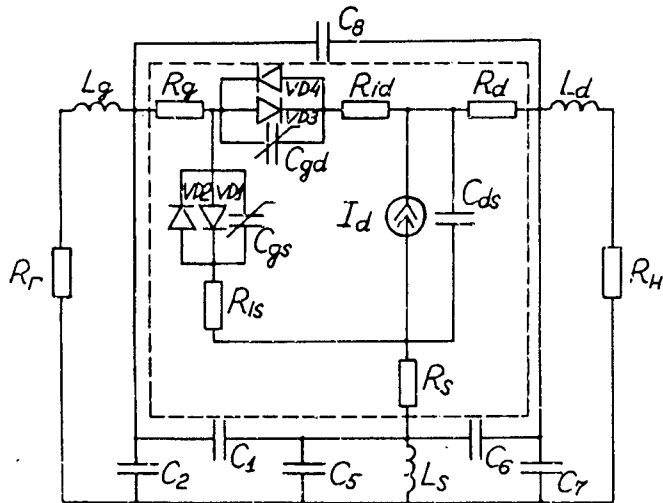 C8
Lg
Rg
VD4
VD3
Cgd
Rid
Rd
Ld
VD2
VD1
Cgs
Id
Cds
Rг
Rн
RIs
Rs
C2
C1
C5
Ls
C6
C7